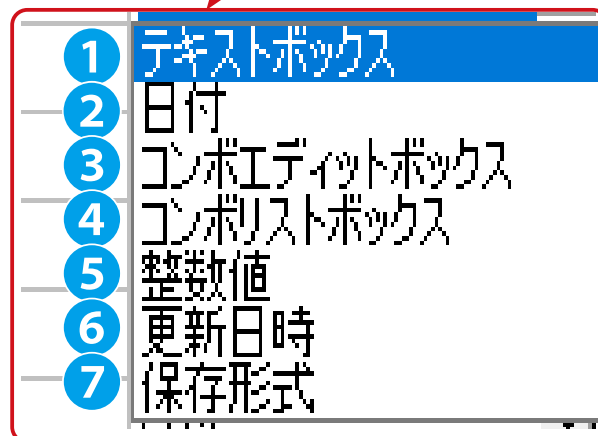 1 テキストボックス
2 日付
3 コンボエディットボックス
4 コンボリストボックス
5 整数値
6 更新日時
7 保存形式